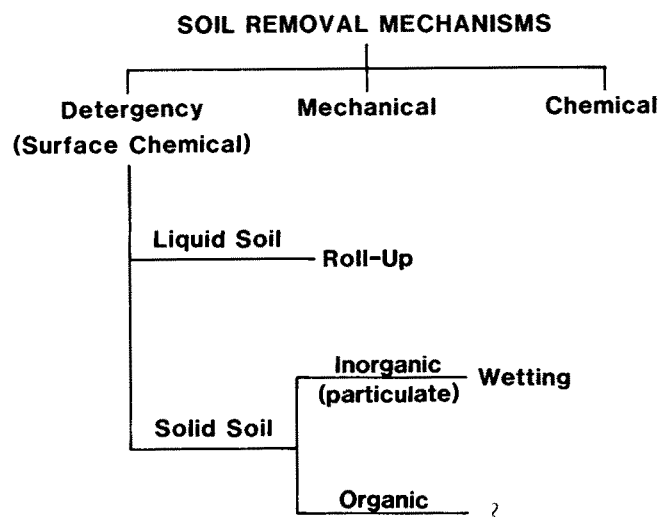 SOIL REMOVAL MECHANISMS
Detergency Mechanical Chemical
(Surface Chemical)
Liquid Soil
Roll-Up
Inorganic
(particulate) Wetting
Solid Soil
Organic ?